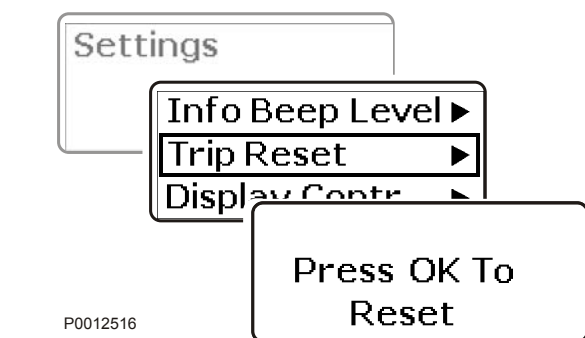 Settings
Info Beep Level
Trip Reset
Display Contr
Press OK To
Reset
P0012516